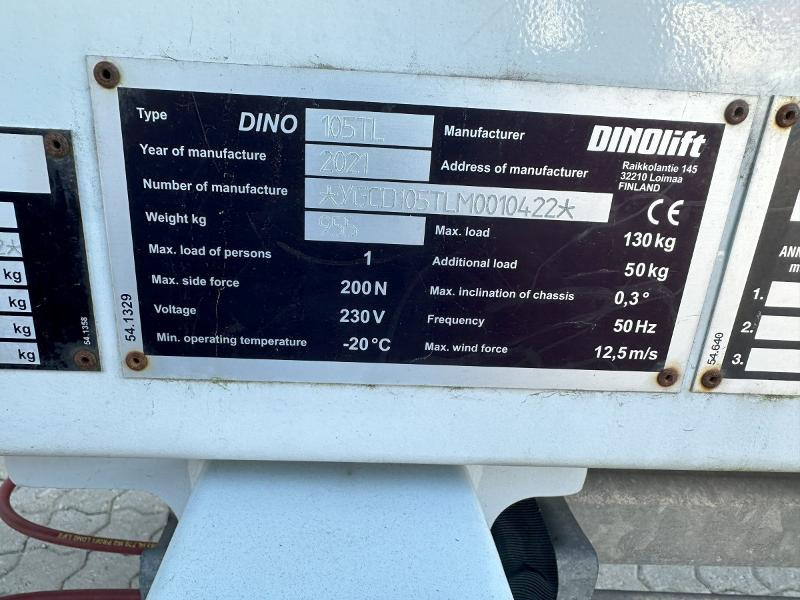 Type DINO 105TL
Year of manufacture 2021
Number of manufacture *YGCD105TLM0010422*
Weight kg
Max. load of persons 1
Max. side force 200 N
Voltage 230 V
Min. operating temperature -20 °C
Manufacturer DINOlift
Address of manufacturer Raikkolantie 145
32210 Loimaa
FINLAND
CE
Max. load 130 kg
Additional load 50 kg
Max. inclination of chassis 0,3 °
Frequency 50 Hz
Max. wind force 12,5 m/s
54.1329
kg
kg
kg
kg
54.1358
ANN
1.
2.
3.
54.640